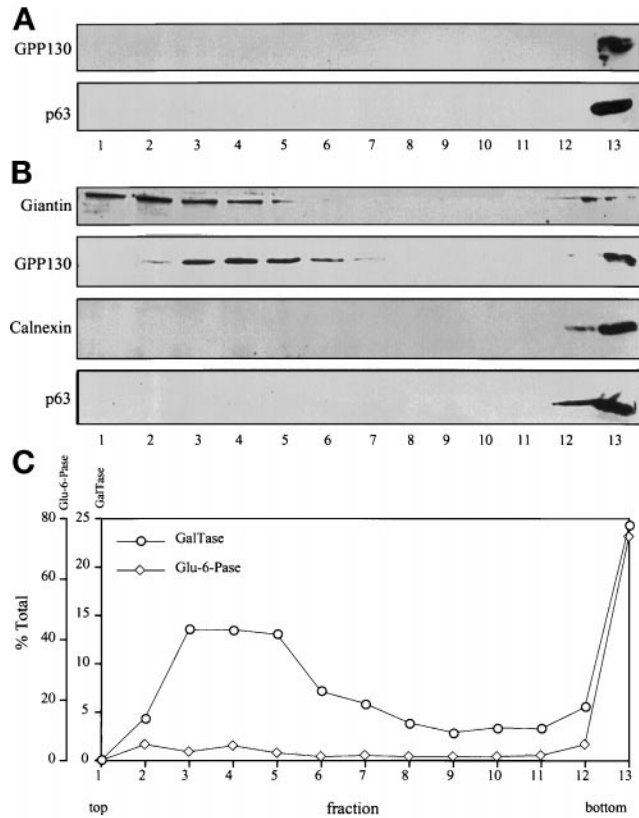 A
GPP130
p63
1 2 3 4 5 6 7 8 9 10 11 12 13
B
Giantin
GPP130
Calnexin
p63
1 2 3 4 5 6 7 8 9 10 11 12 13
C
Glu-6-Pase
GalTase
% Total
80
60
40
20
0
25
20
15
10
5
0
GalTase
Glu-6-Pase
1 2 3 4 5 6 7 8 9 10 11 12 13
top fraction bottom